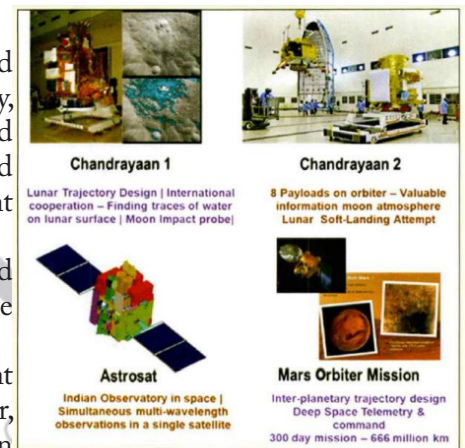 d
y,
d
d
nt
d
e
nt
r,
n
Chandrayaan 1
Lunar Trajectory Design | International
cooperation – Finding traces of water
on lunar surface | Moon Impact probe|
Chandrayaan 2
8 Payloads on orbiter – Valuable
information moon atmosphere
Lunar Soft-Landing Attempt
Astrosat
Indian Observatory in space |
Simultaneous multi-wavelength
observations in a single satellite
Mars Orbiter Mission
Inter-planetary trajectory design
Deep Space Telemetry &
command
300 day mission – 666 million km